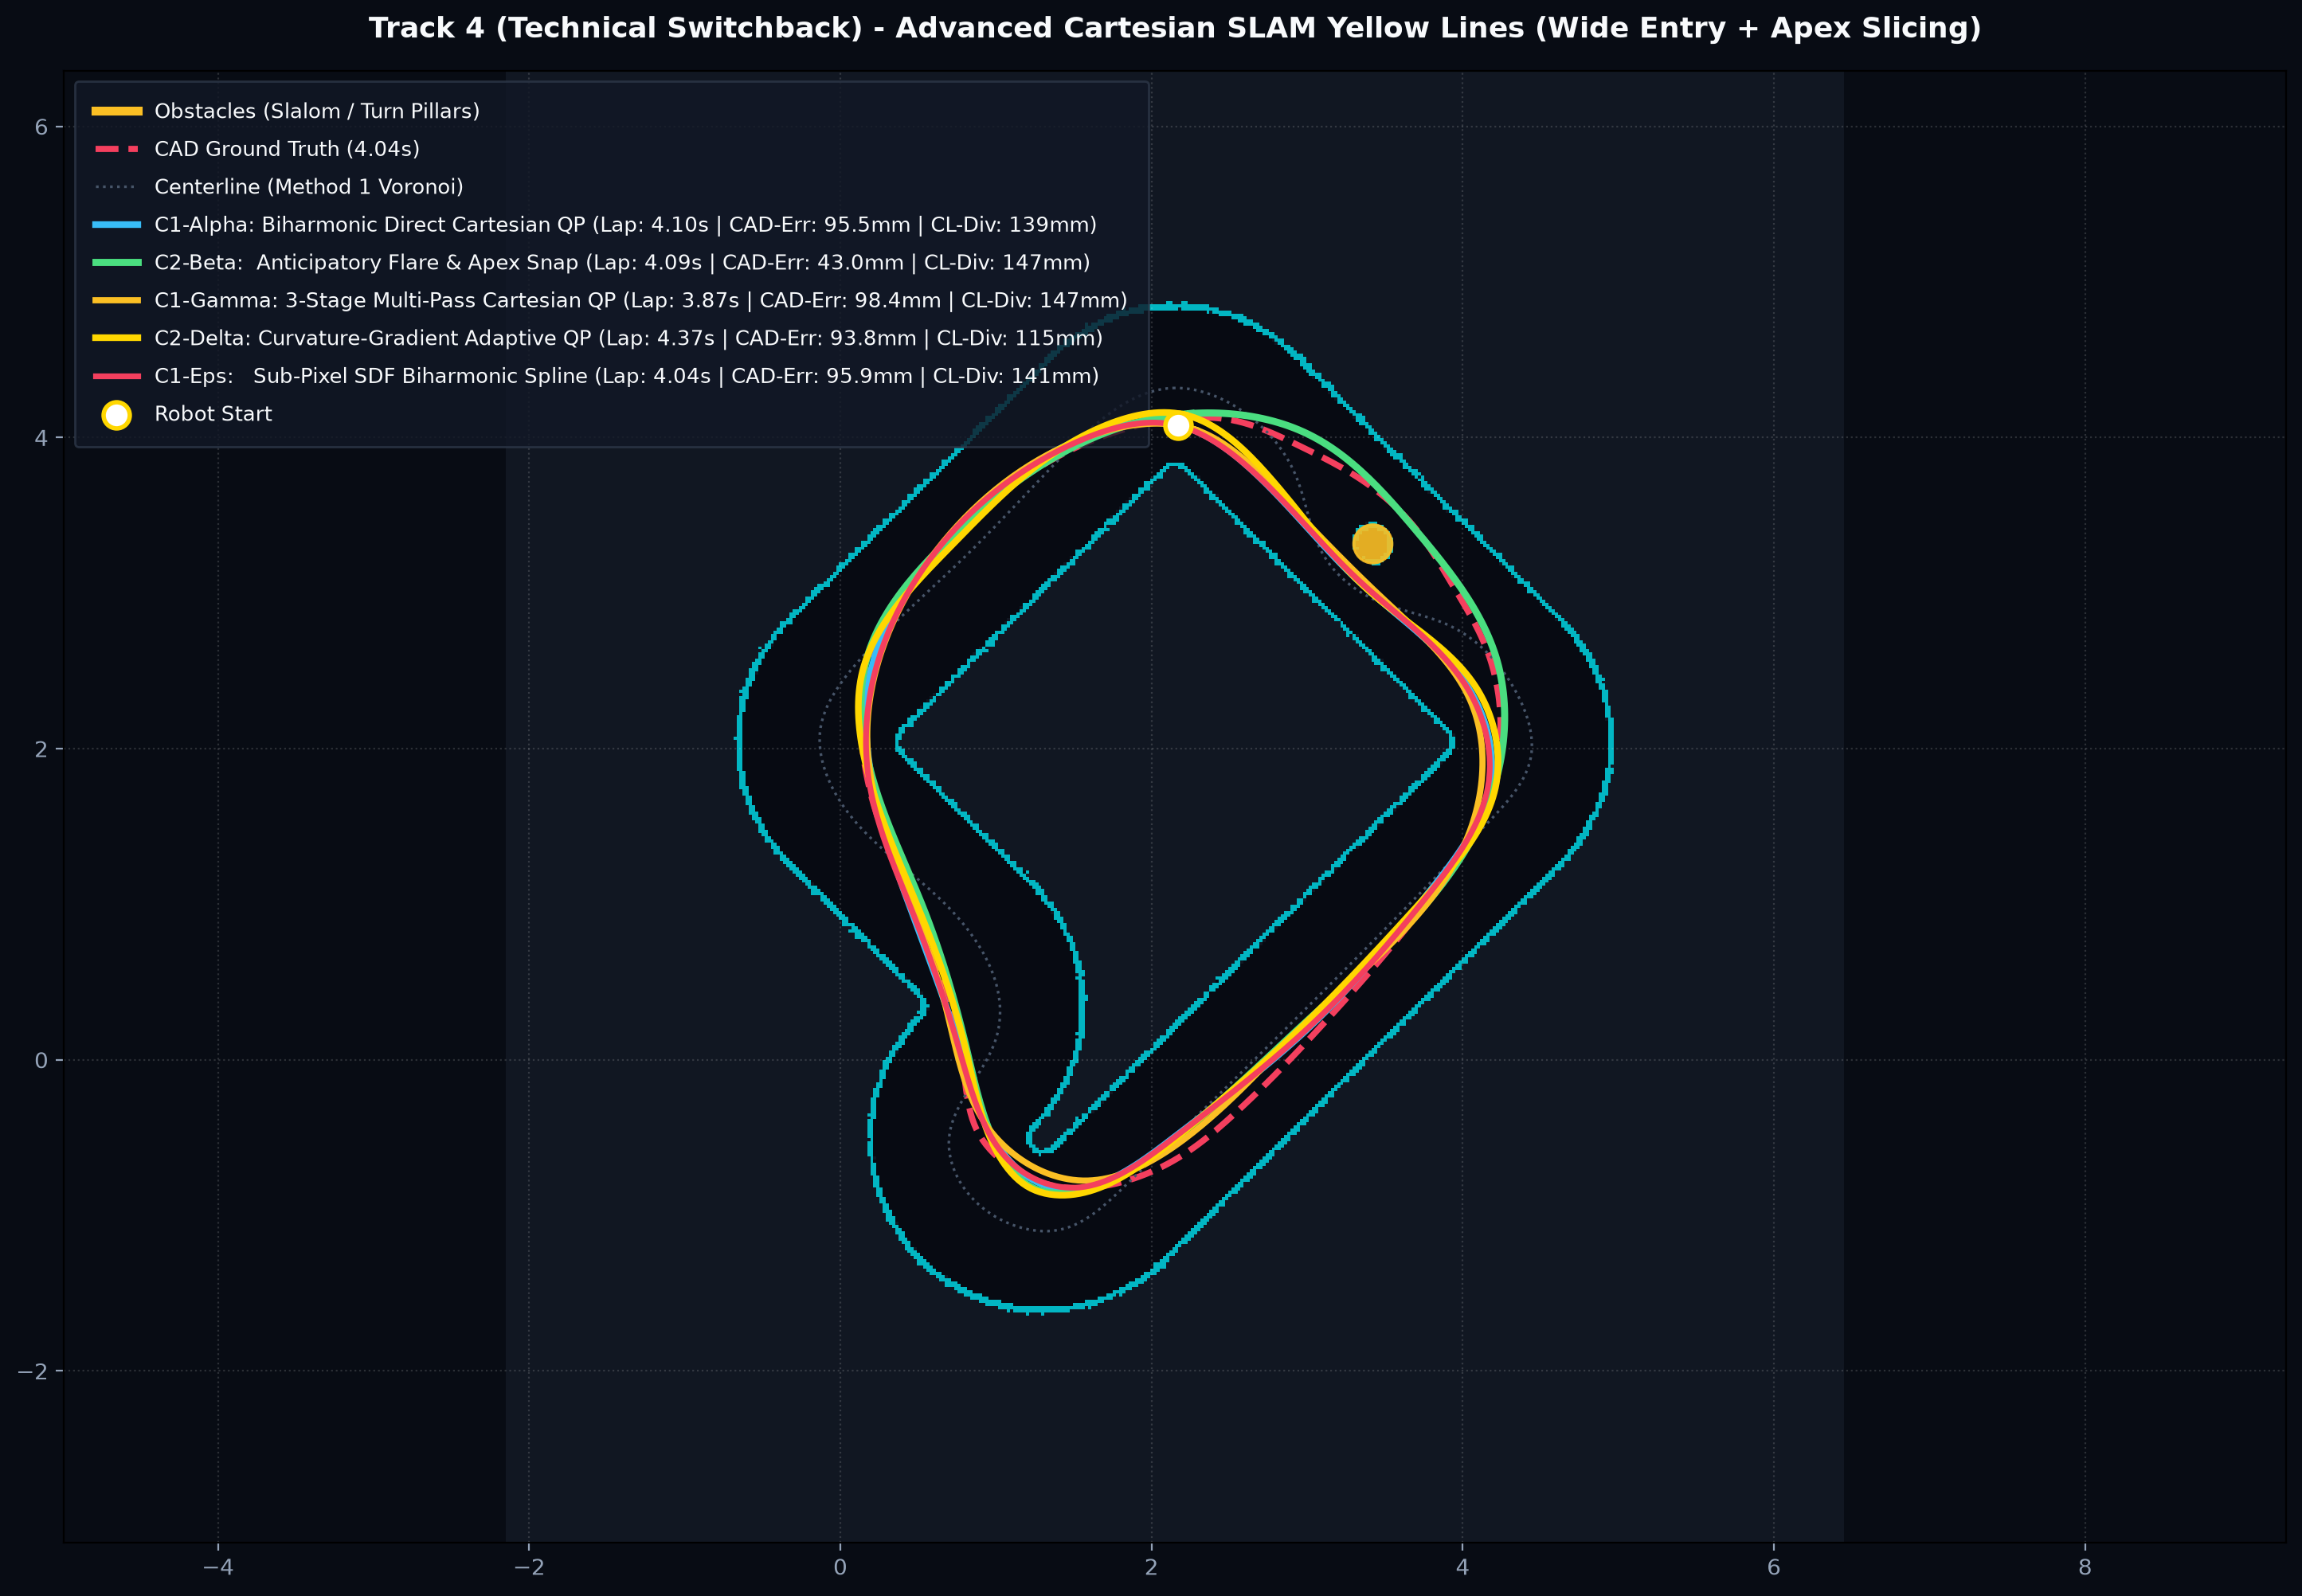 Track 4 (Technical Switchback) - Advanced Cartesian SLAM Yellow Lines (Wide Entry + Apex Slicing)
Obstacles (Slalom / Turn Pillars)
CAD Ground Truth (4.04s)
Centerline (Method 1 Voronoi)
C1-Alpha: Biharmonic Direct Cartesian QP (Lap: 4.10s | CAD-Err: 95.5mm | CL-Div: 139mm)
C2-Beta:  Anticipatory Flare & Apex Snap (Lap: 4.09s | CAD-Err: 43.0mm | CL-Div: 147mm)
C1-Gamma: 3-Stage Multi-Pass Cartesian QP (Lap: 3.87s | CAD-Err: 98.4mm | CL-Div: 147mm)
C2-Delta: Curvature-Gradient Adaptive QP (Lap: 4.37s | CAD-Err: 93.8mm | CL-Div: 115mm)
C1-Eps:   Sub-Pixel SDF Biharmonic Spline (Lap: 4.04s | CAD-Err: 95.9mm | CL-Div: 141mm)
Robot Start
6
4
2
0
−2
−4
−2
0
2
4
6
8